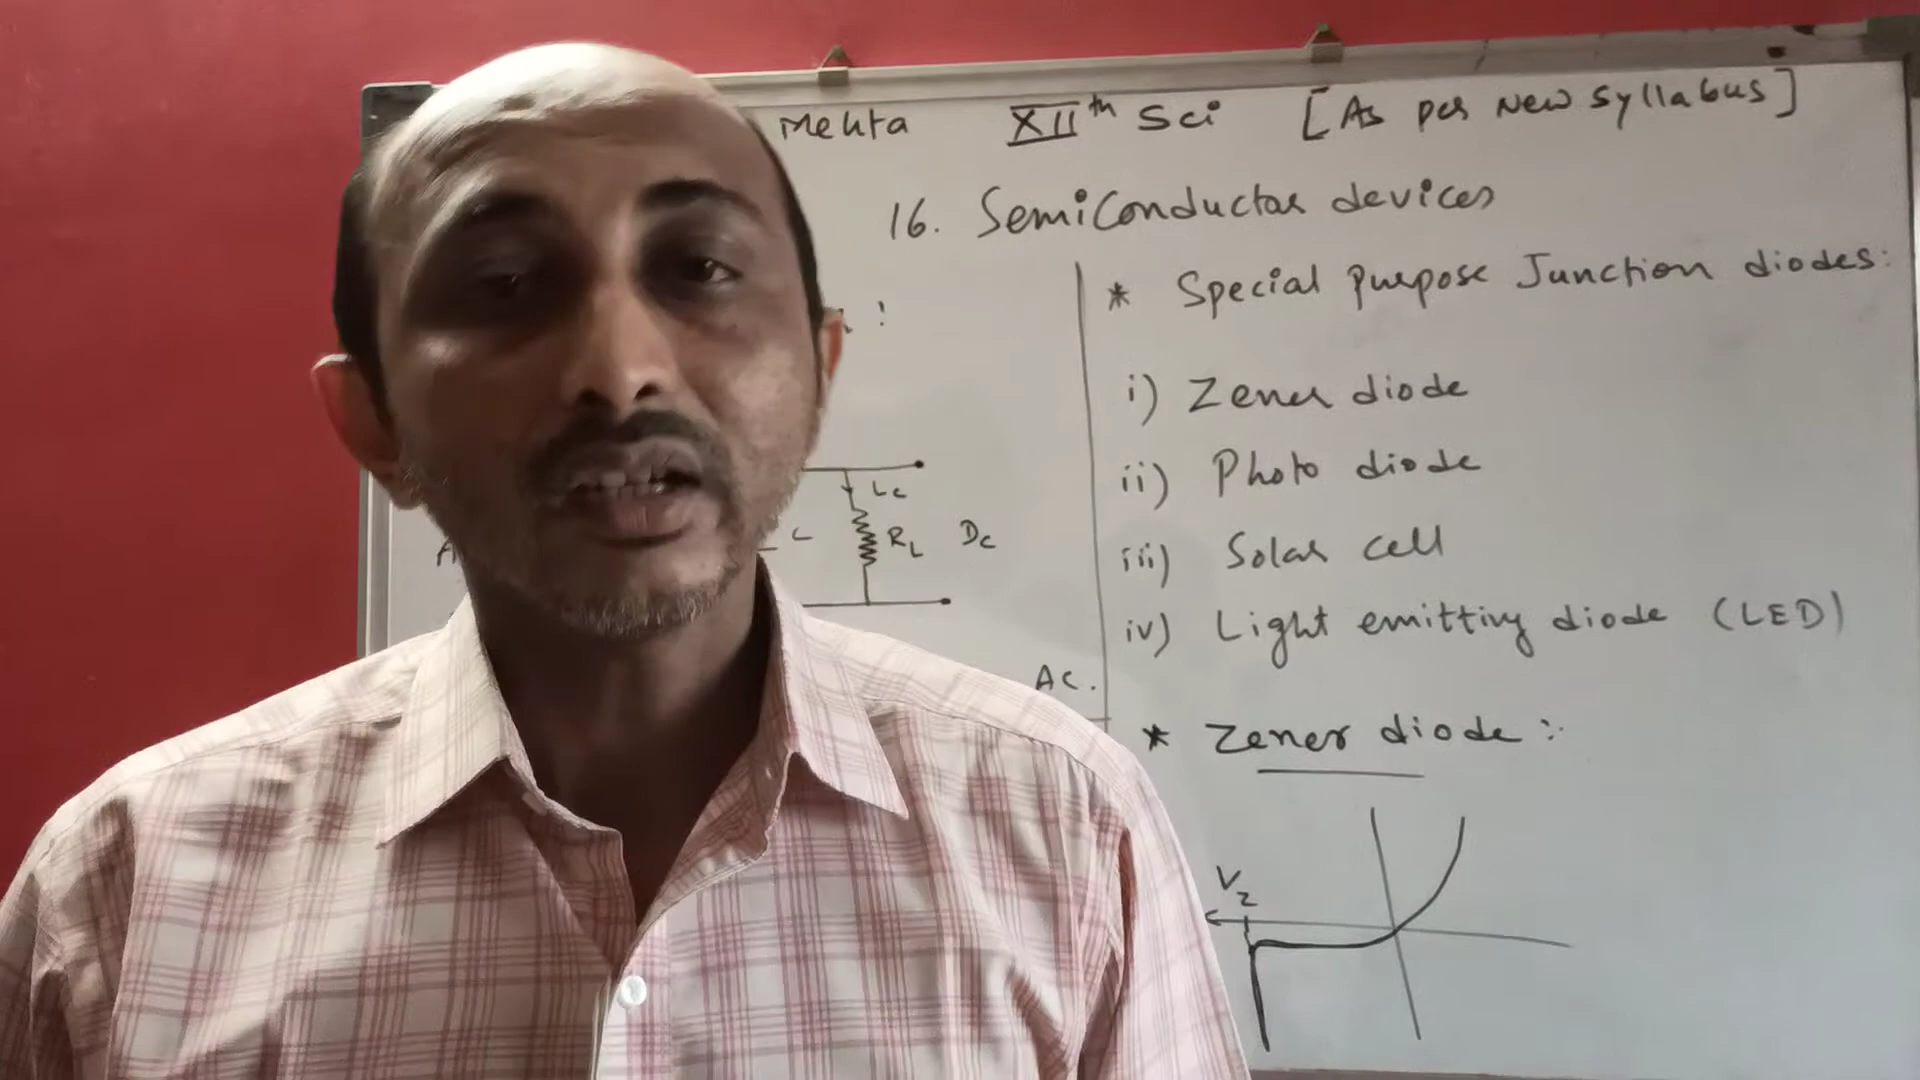 Mehta XIIth Sci [As per New Syllabus]
16. Semiconductor devices
* Special purpose Junction diodes:
i) Zener diode
ii) Photo diode
iii) Solar cell
iv) Light emitting diode (LED)
* Zener diode :
Vz
C
RL
Dc
AC.